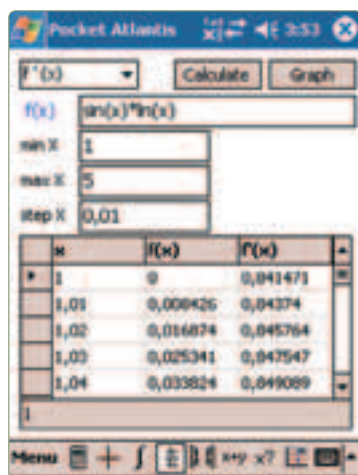 Pocket Atlantis 3:53
f'(x) Calculate Graph
f(x) sin(x)*ln(x)
min X 1
max X 5
step X 0,01
x f(x) f'(x)
1 0 0,841471
1,01 0,008426 0,84374
1,02 0,016874 0,845764
1,03 0,025341 0,847547
1,04 0,033824 0,849089
1
Menu x+y x?